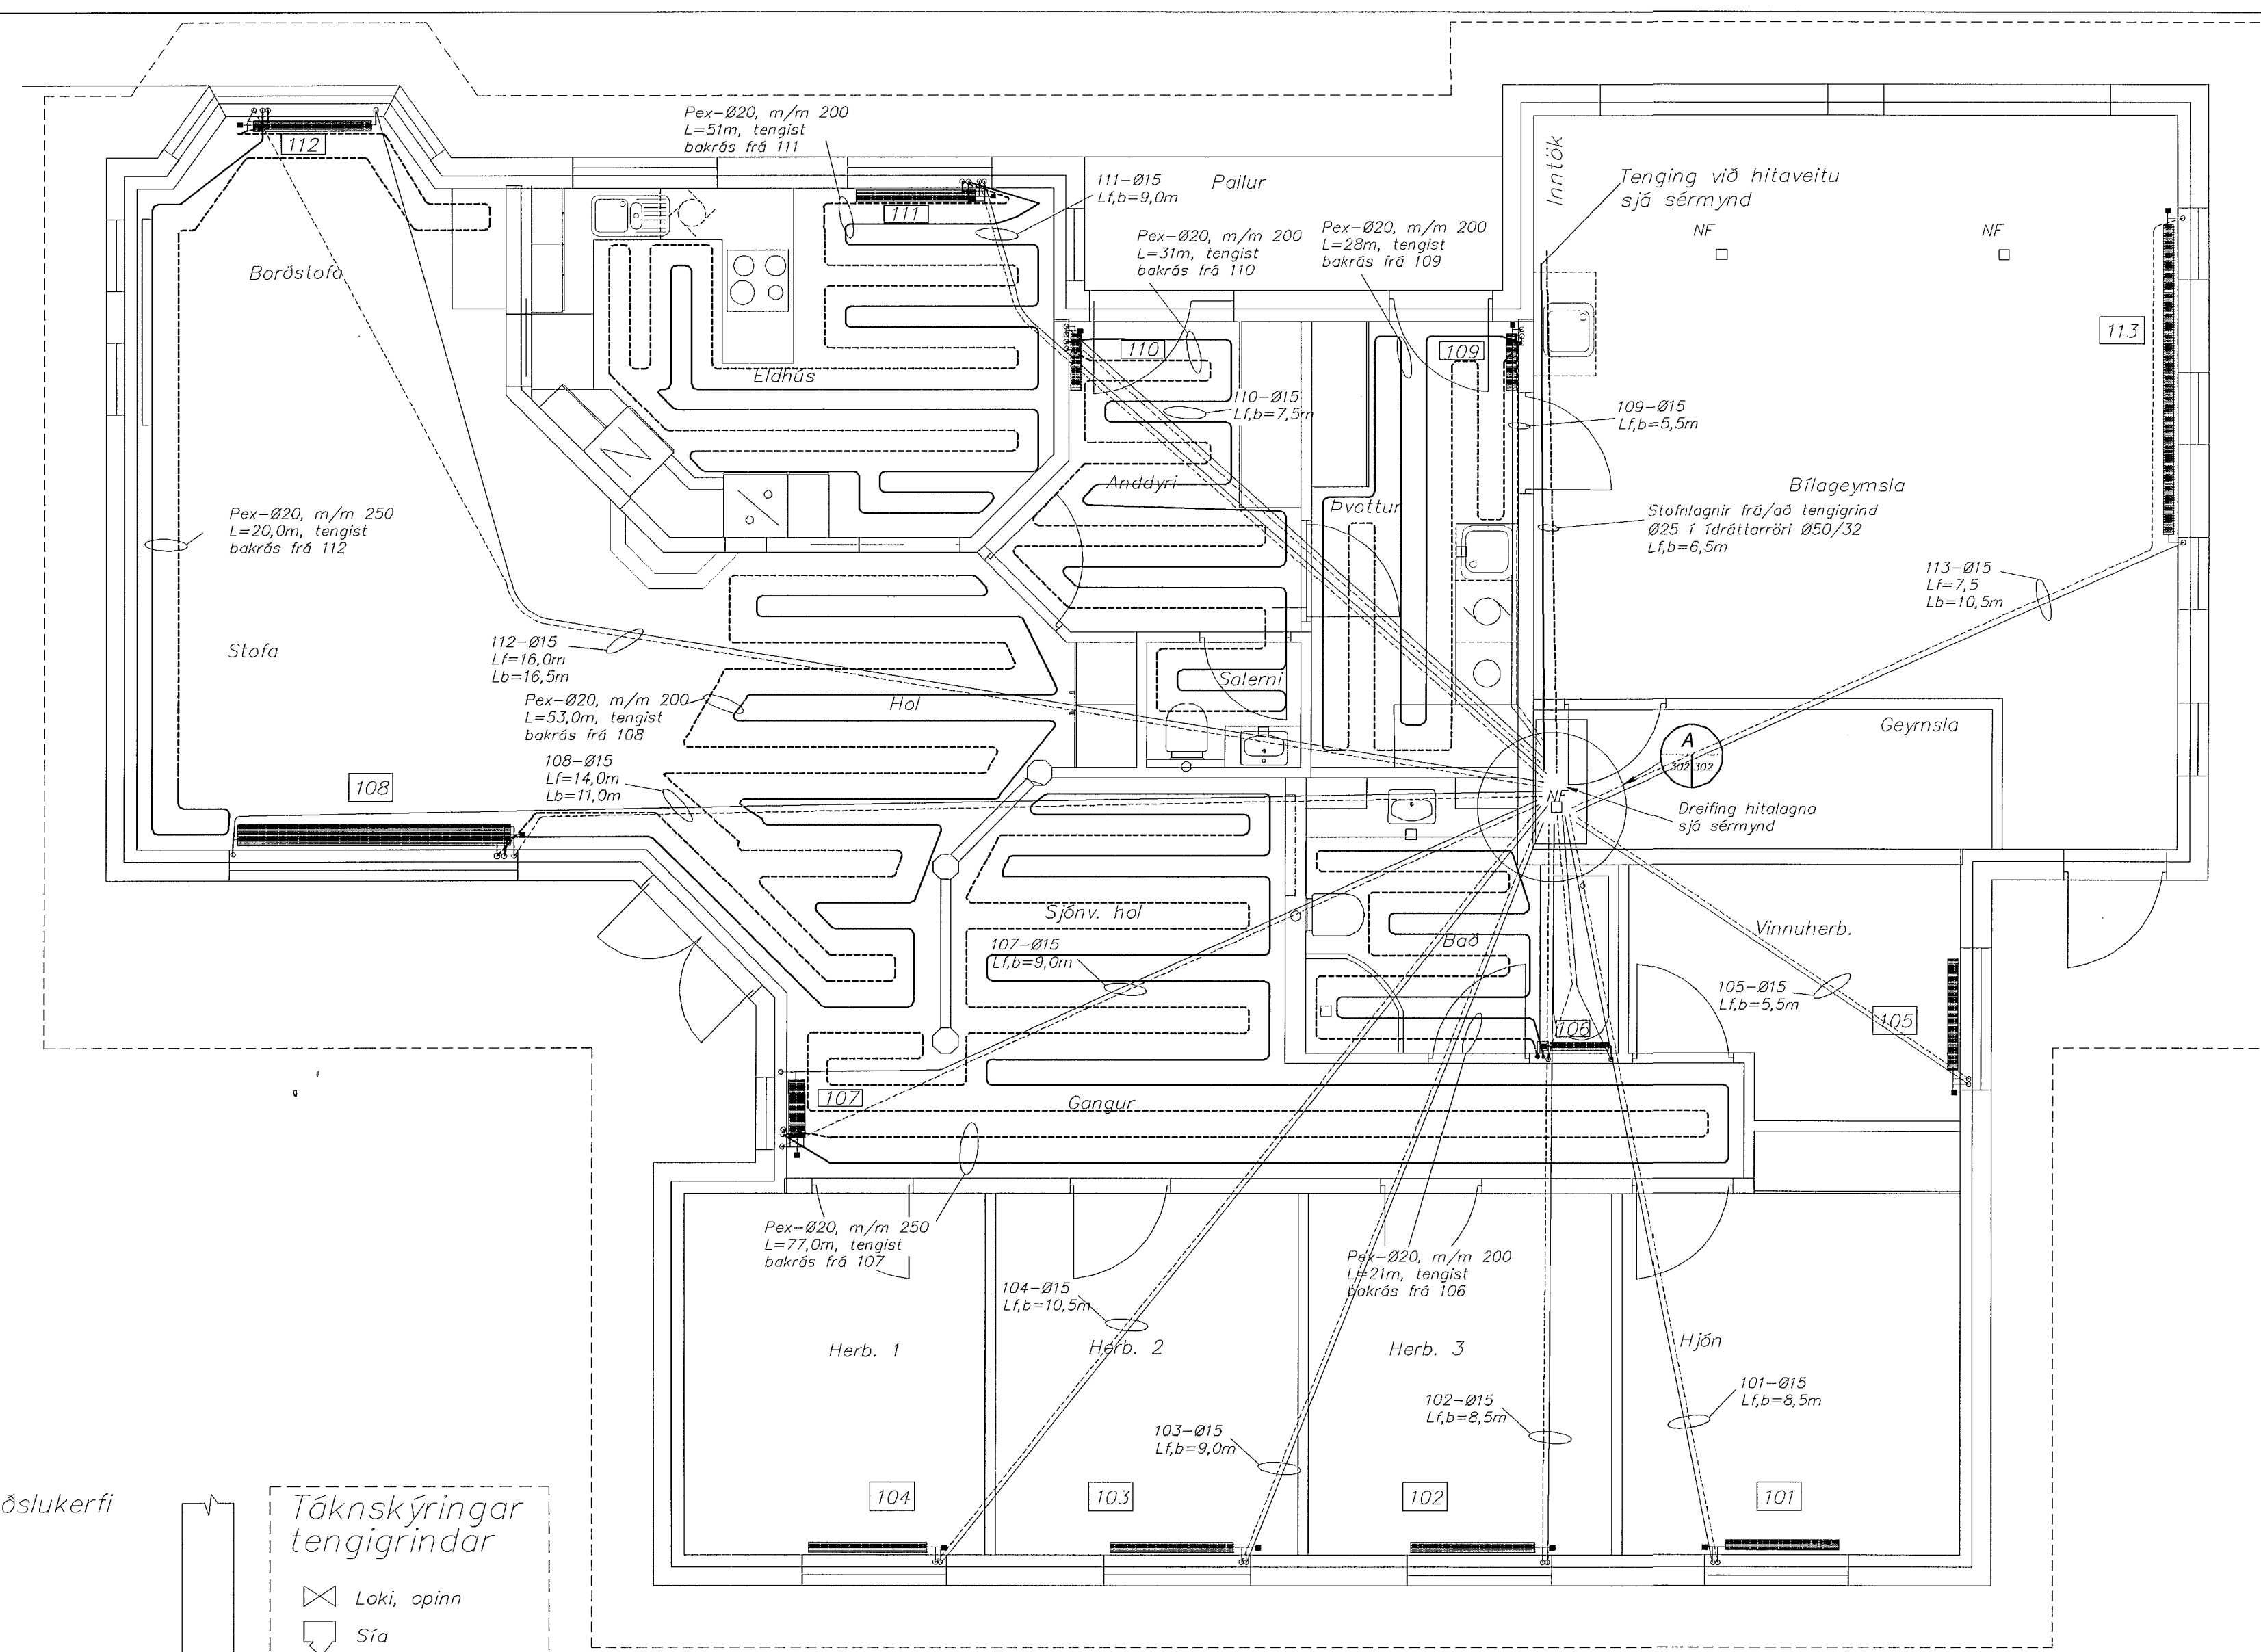 Pex-Ø20, m/m 200
L=51m, tengist
bakrás frá 111
112
111
111-Ø15
Lf,b=9,0m
Pallur
Inntök
Tenging við hitaveitu
sjá sérmynd
NF
NF
Pex-Ø20, m/m 200
L=31m, tengist
bakrás frá 110
Pex-Ø20, m/m 200
L=28m, tengist
bakrás frá 109
Borðstofa
113
110
109
Eldhús
110-Ø15
Lf,b=7,5m
109-Ø15
Lf,b=5,5m
Anddyri
Þvottur
Bílageymsla
Pex-Ø20, m/m 250
L=20,0m, tengist
bakrás frá 112
Stofnlagnir frá/að tengigrind
Ø25 í ídráttarröri Ø50/32
Lf,b=6,5m
113-Ø15
Lf=7,5
Lb=10,5m
Stofa
112-Ø15
Lf=16,0m
Lb=16,5m
Salerni
Pex-Ø20, m/m 200
L=53,0m, tengist
bakrás frá 108
Hol
Geymsla
A
302 302
108-Ø15
Lf=14,0m
Lb=11,0m
108
NF
Dreifing hitalagna
sjá sérmynd
Sjónv. hol
Bað
Vinnuherb.
107-Ø15
Lf,b=9,0m
105-Ø15
Lf,b=5,5m
105
106
107
Gangur
Pex-Ø20, m/m 250
L=77,0m, tengist
bakrás frá 107
Pex-Ø20, m/m 200
L=21m, tengist
bakrás frá 106
104-Ø15
Lf,b=10,5m
Herb. 1
Herb. 2
Herb. 3
Hjón
101-Ø15
Lf,b=8,5m
102-Ø15
Lf,b=8,5m
103-Ø15
Lf,b=9,0m
104
103
102
101
ðslukerfi
Táknskýringar
tengigrindar
Loki, opinn
Sía